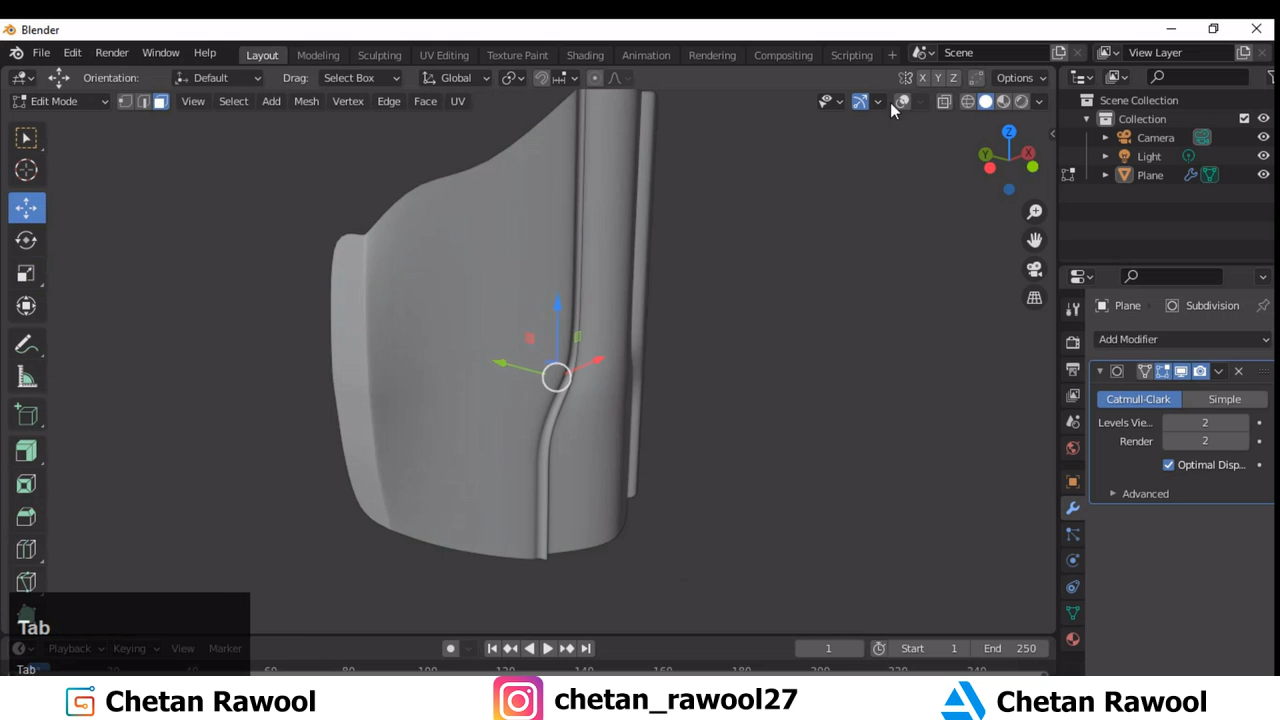 Blender
File Edit Render Window Help Layout Modeling Sculpting UV Editing Texture Paint Shading Animation Rendering Compositing Scripting + Scene View Layer
Orientation: Default Drag: Select Box Global X Y Z Options
Edit Mode View Select Add Mesh Vertex Edge Face UV
Scene Collection
Collection
Camera
Light
Plane
Z
Y X
Plane Subdivision
Add Modifier
Catmull-Clark Simple
Levels Vie... 2
Render 2
Optimal Disp...
Advanced
Tab
Playback Keying View Marker 1 Start 1 End 250
Tab
Chetan Rawool chetan_rawool27 Chetan Rawool